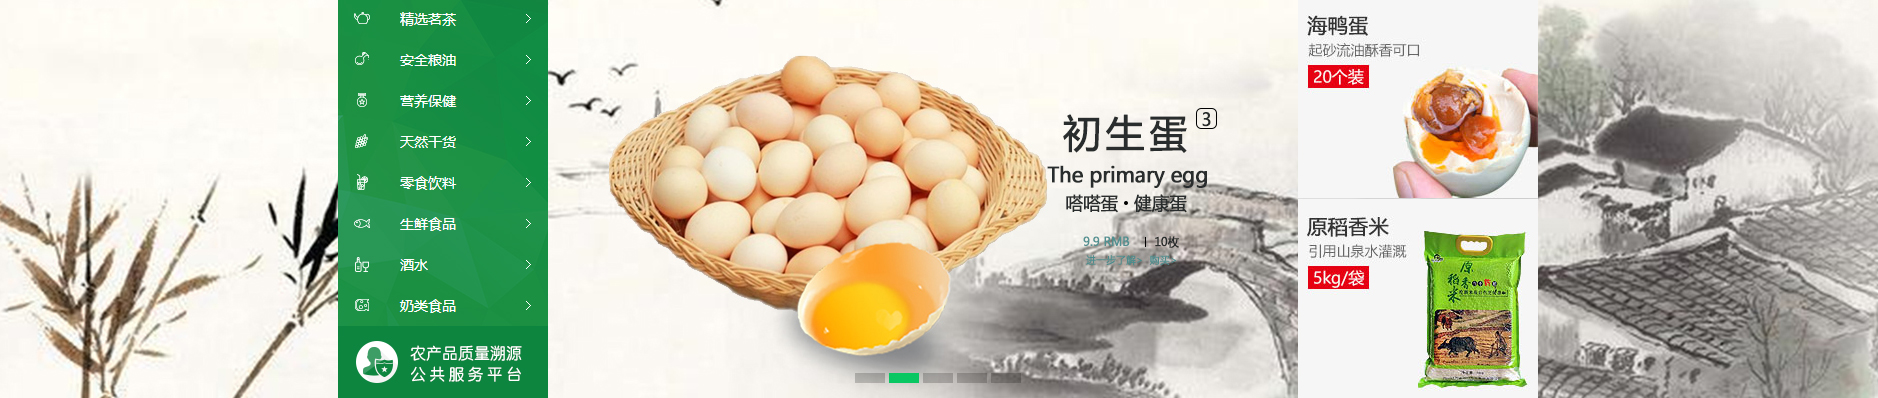 精选茗茶
安全粮油
营养保健
天然干货
零食饮料
生鲜食品
酒水
奶类食品
农产品质量溯源
公共服务平台
初生蛋 3
The primary egg
嗒嗒蛋·健康蛋
9.9 RMB | 10枚
海鸭蛋
起砂流油酥香可口
20个装
原稻香米
引用山泉水灌溉
5kg/袋
原稻香米